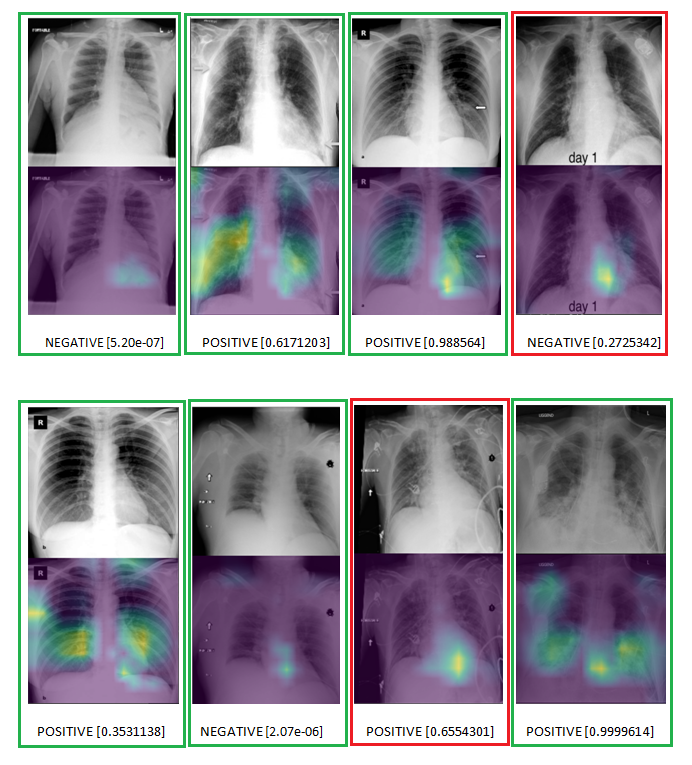 R
day 1
R
day 1
NEGATIVE [5.20e-07]
POSITIVE [0.6171203]
POSITIVE [0.988564]
NEGATIVE [0.2725342]
R
R
POSITIVE [0.3531138]
NEGATIVE [2.07e-06]
POSITIVE [0.6554301]
POSITIVE [0.9999614]